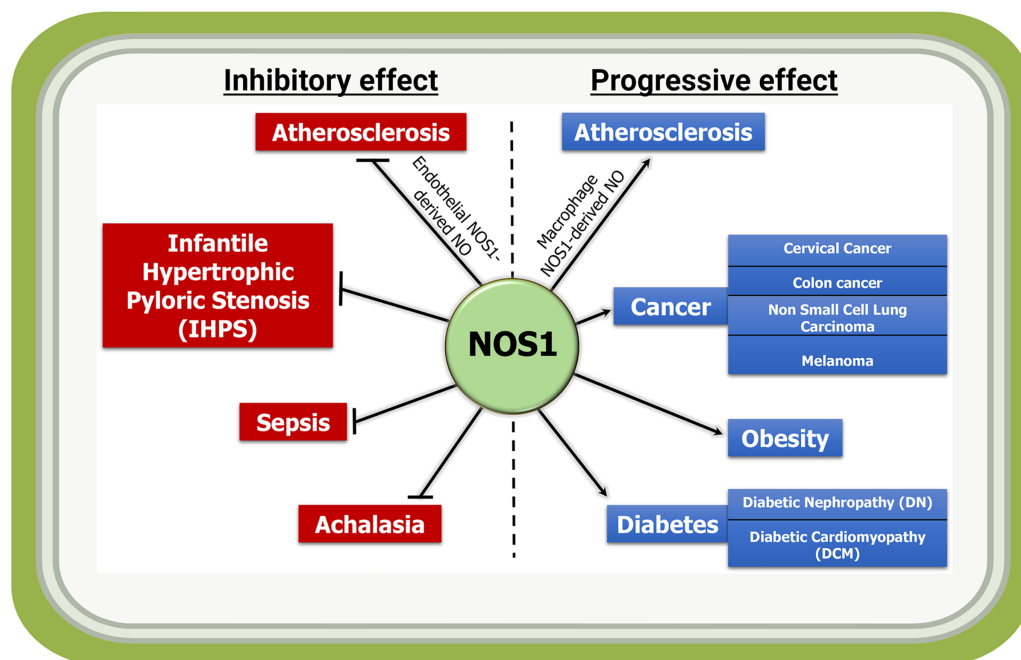 Inhibitory effect
Progressive effect
Atherosclerosis
Atherosclerosis
Endothelial NOS1-
derived NO
Macrophage
NOS1-derived NO
Infantile
Hypertrophic
Pyloric Stenosis
(IHPS)
Cervical Cancer
Colon cancer
Cancer
Non Small Cell Lung
Carcinoma
Melanoma
NOS1
Sepsis
Obesity
Achalasia
Diabetes
Diabetic Nephropathy (DN)
Diabetic Cardiomyopathy
(DCM)